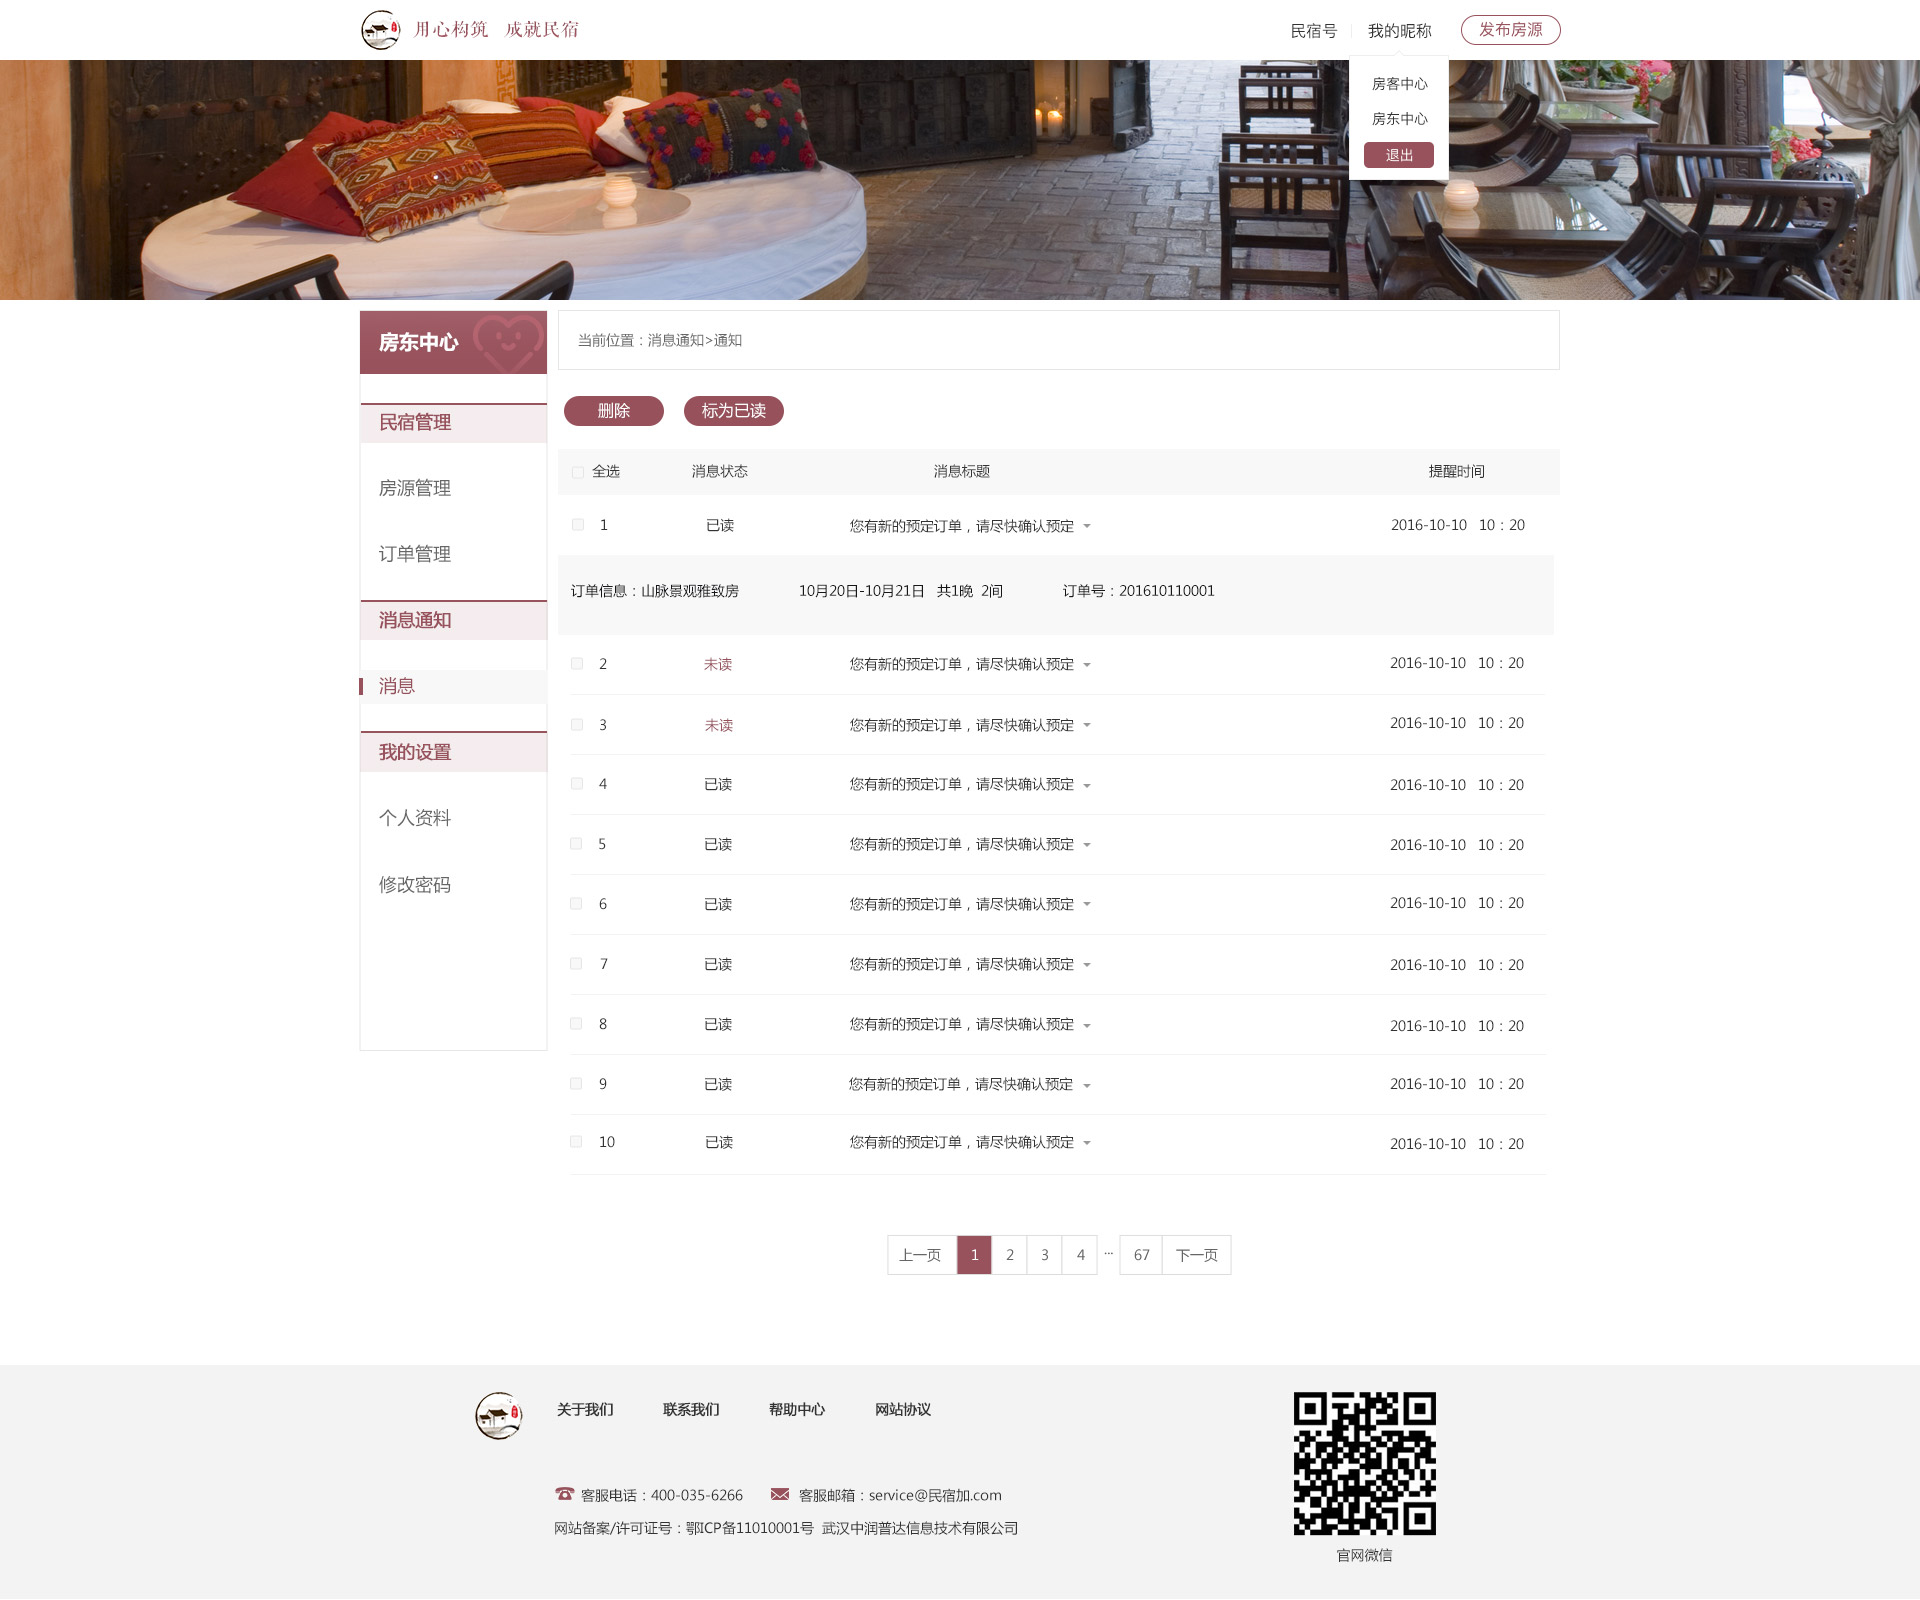 用心构筑 成就民宿
民宿号 我的昵称 发布房源
房客中心
房东中心
退出
房东中心
民宿管理
房源管理
订单管理
消息通知
消息
我的设置
个人资料
修改密码
当前位置：消息通知>通知
删除 标为已读
全选 消息状态 消息标题 提醒时间
1 已读 您有新的预定订单，请尽快确认预定 2016-10-10 10：20
订单信息：山脉景观雅致房 10月20日-10月21日 共1晚 2间 订单号：201610110001
2 未读 您有新的预定订单，请尽快确认预定 2016-10-10 10：20
3 未读 您有新的预定订单，请尽快确认预定 2016-10-10 10：20
4 已读 您有新的预定订单，请尽快确认预定 2016-10-10 10：20
5 已读 您有新的预定订单，请尽快确认预定 2016-10-10 10：20
6 已读 您有新的预定订单，请尽快确认预定 2016-10-10 10：20
7 已读 您有新的预定订单，请尽快确认预定 2016-10-10 10：20
8 已读 您有新的预定订单，请尽快确认预定 2016-10-10 10：20
9 已读 您有新的预定订单，请尽快确认预定 2016-10-10 10：20
10 已读 您有新的预定订单，请尽快确认预定 2016-10-10 10：20
上一页 1 2 3 4 ... 67 下一页
关于我们 联系我们 帮助中心 网站协议
客服电话：400-035-6266 客服邮箱：service@民宿加.com
网站备案/许可证号：鄂ICP备11010001号 武汉中润普达信息技术有限公司
官网微信